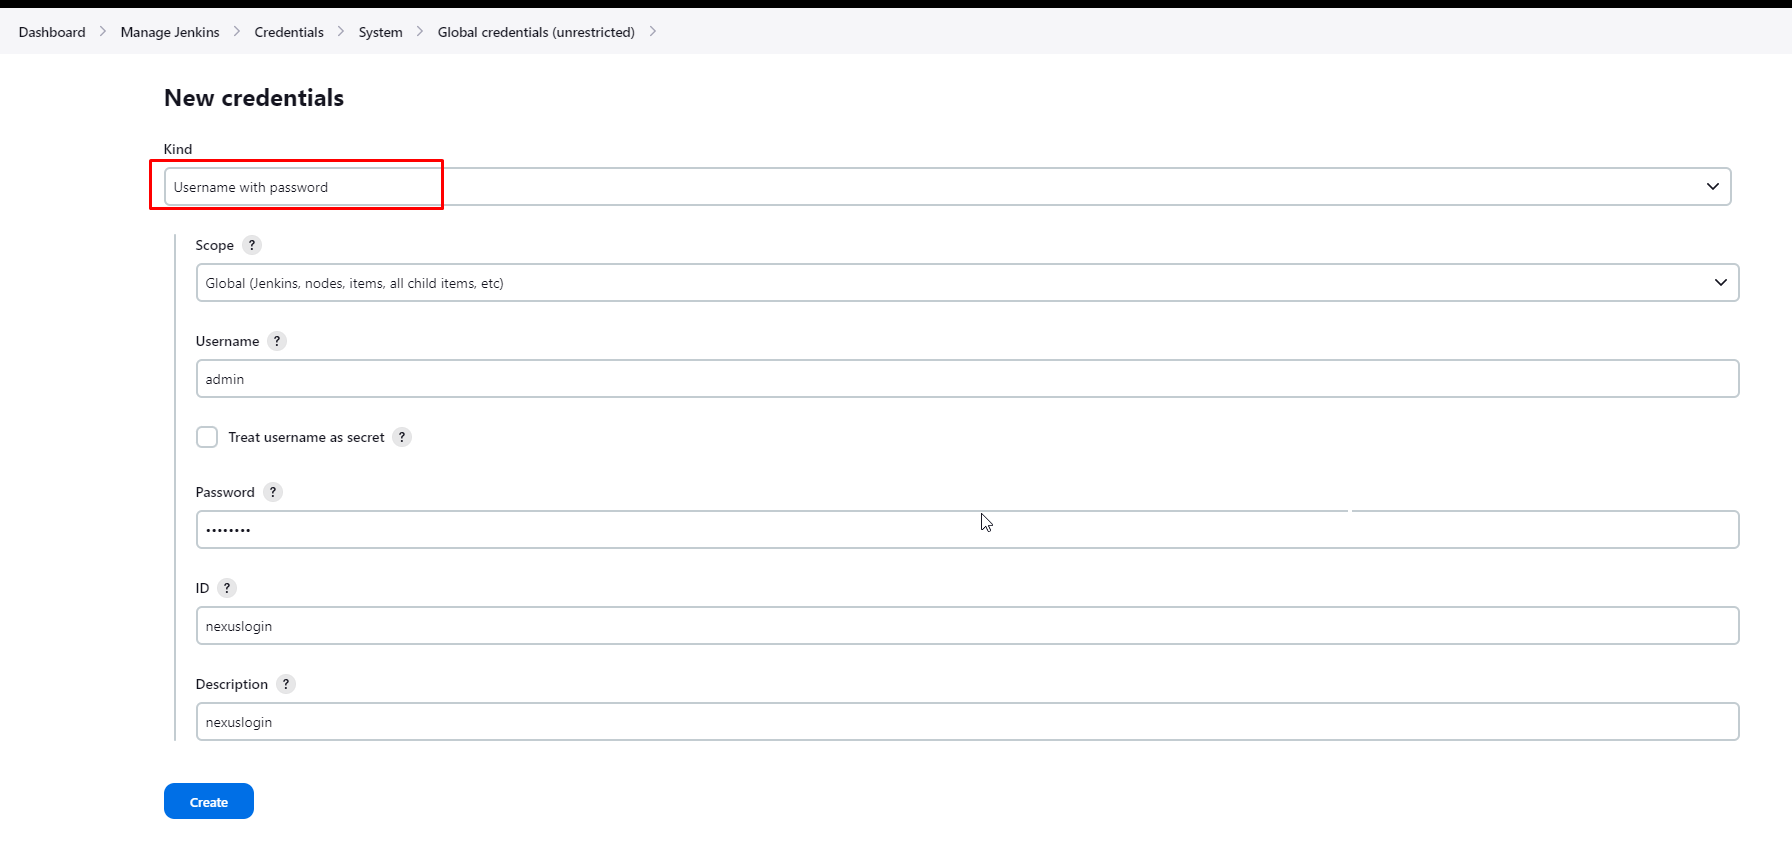 Dashboard > Manage Jenkins > Credentials > System > Global credentials (unrestricted) >
New credentials
Kind
Username with password
Scope ?
Global (Jenkins, nodes, items, all child items, etc)
Username ?
admin
Treat username as secret ?
Password ?
••••••••
ID ?
nexuslogin
Description ?
nexuslogin
Create